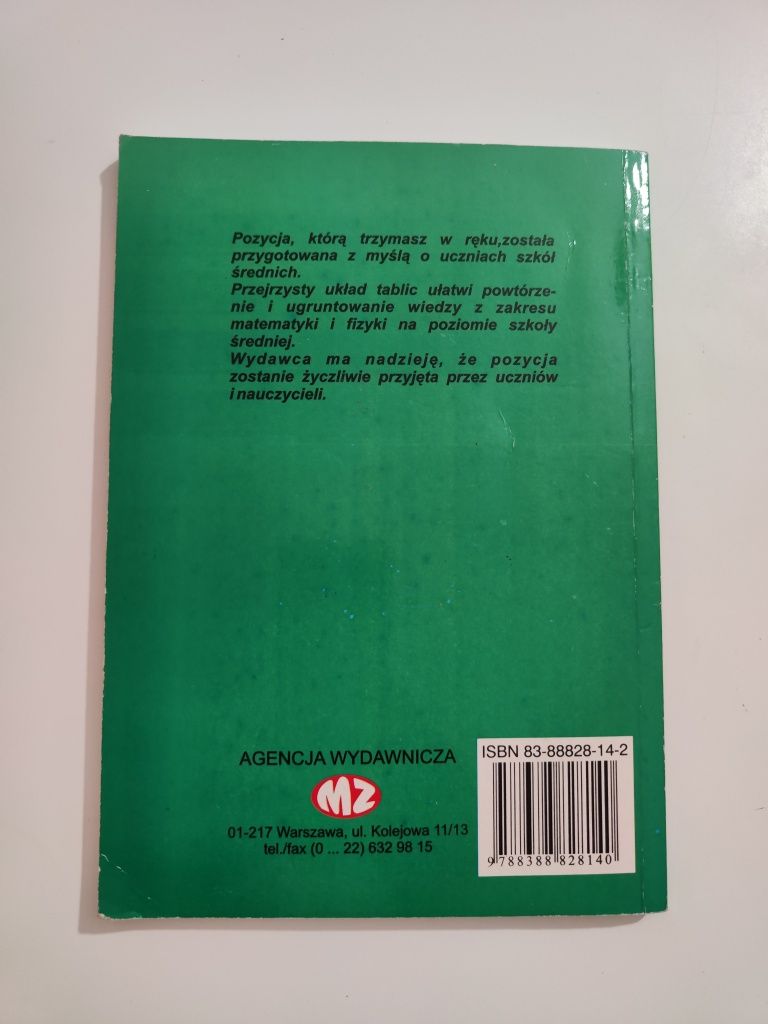 Pozycja, którą trzymasz w ręku,została
przygotowana z myślą o uczniach szkół
średnich.
Przejrzysty układ tablic ułatwi powtórze-
nie i ugruntowanie wiedzy z zakresu
matematyki i fizyki na poziomie szkoły
średniej.
Wydawca ma nadzieję, że pozycja
zostanie życzliwie przyjęta przez uczniów
i nauczycieli.
AGENCJA WYDAWNICZA
MZ
01-217 Warszawa, ul. Kolejowa 11/13
tel./fax (0 ... 22) 632 98 15
ISBN 83-88828-14-2
9 788388 828140